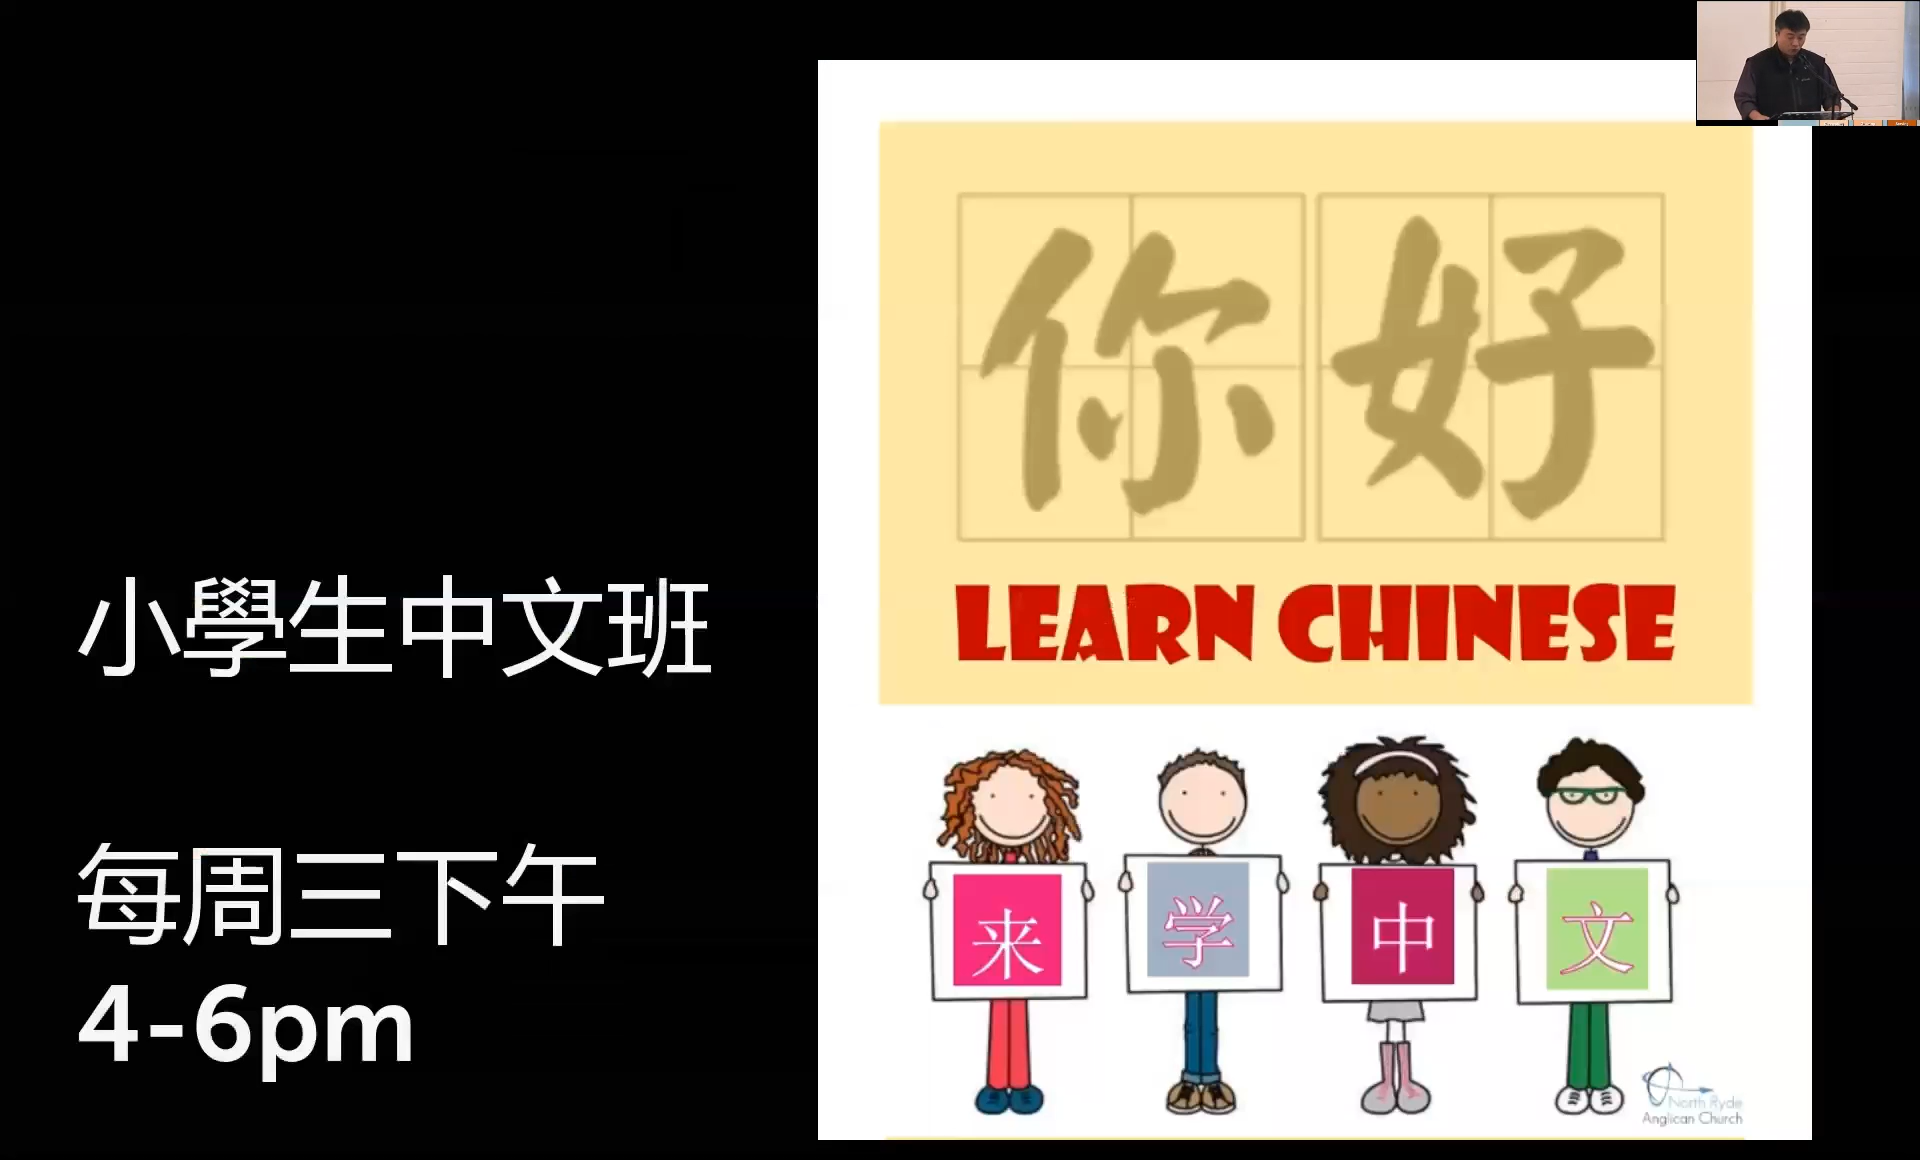 小學生中文班
每周三下午
4-6pm
你好
LEARN CHINESE
来学中文
North Ryde
Anglican Church